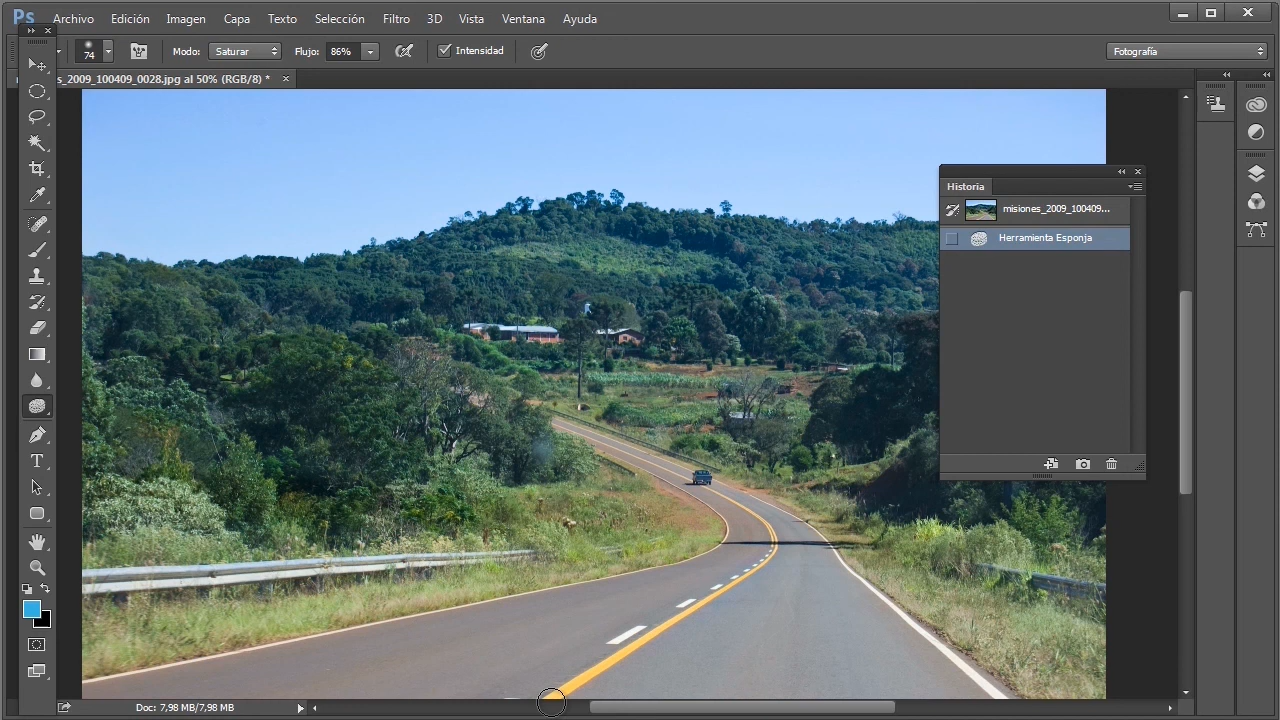 Ps Archivo Edición Imagen Capa Texto Selección Filtro 3D Vista Ventana Ayuda
74 Modo: Saturar Flujo: 86% Intensidad Fotografía
s_2009_100409_0028.jpg al 50% (RGB/8) *
Historia
misiones_2009_100409...
Herramienta Esponja
T
Doc: 7,98 MB/7,98 MB